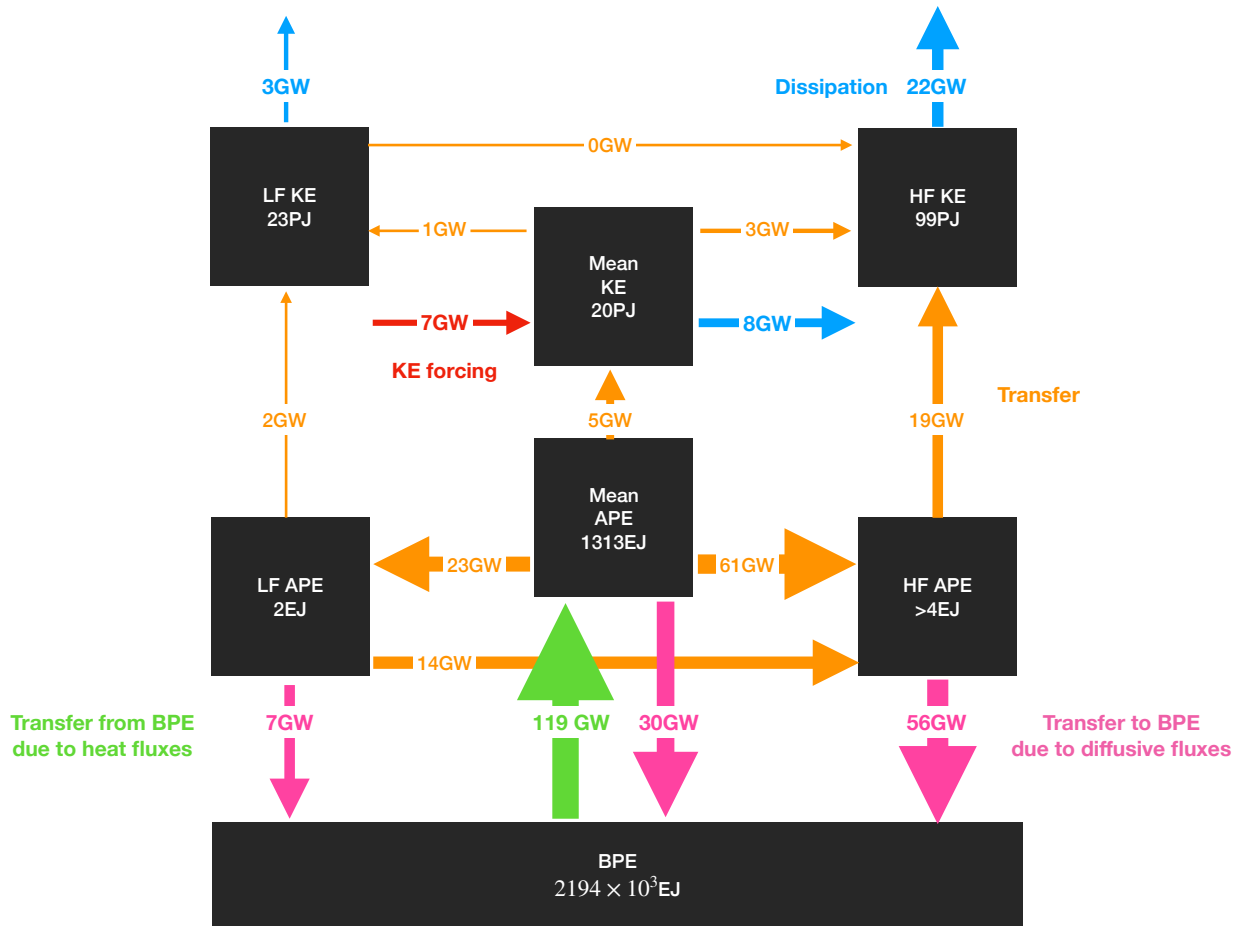 3GW
Dissipation 22GW
0GW
LF KE
23PJ
HF KE
99PJ
1GW
3GW
Mean
KE
20PJ
7GW
8GW
KE forcing
Transfer
2GW
5GW
19GW
Mean
APE
1313EJ
23GW
61GW
LF APE
2EJ
HF APE
>4EJ
14GW
Transfer from BPE
due to heat fluxes
7GW
119 GW
30GW
56GW
Transfer to BPE
due to diffusive fluxes
BPE
2194 × 10³EJ